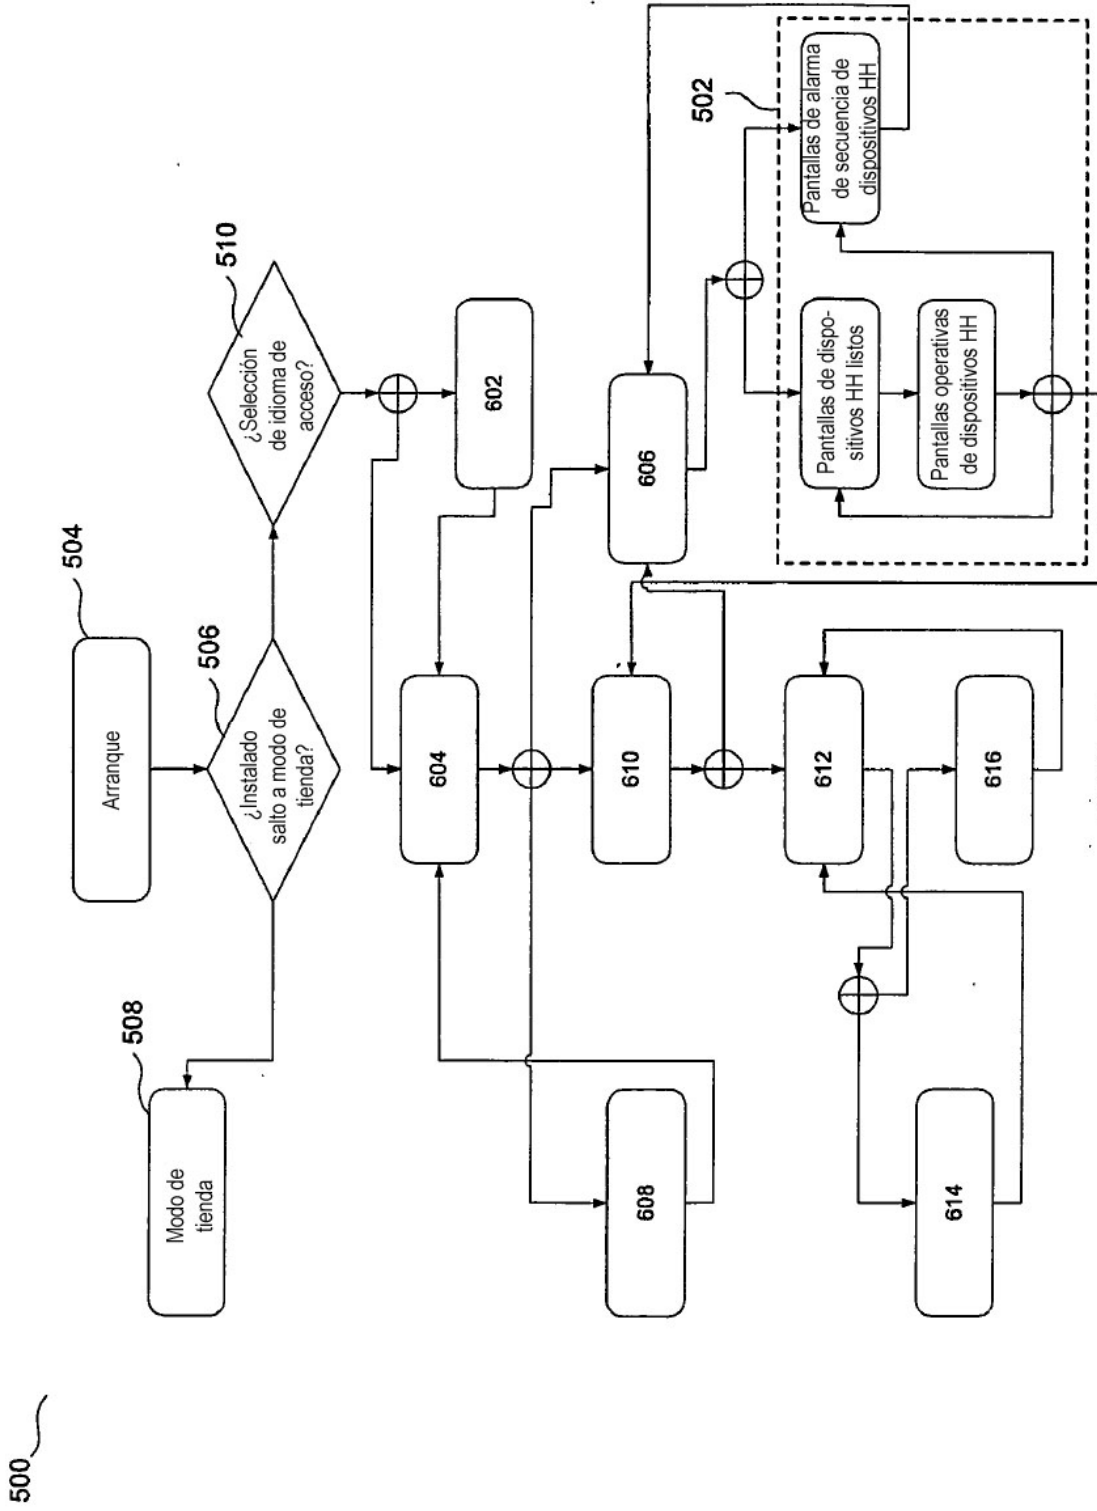 500
504
Arranque
506
¿Instalado
salto a modo de
tienda?
508
Modo de
tienda
510
¿Selección
de idioma de
acceso?
602
604
606
608
610
612
614
616
502
Pantallas de dispo-
sitivos HH listos
Pantallas operativas
de dispositivos HH
Pantallas de alarma
de secuencia de
dispositivos HH